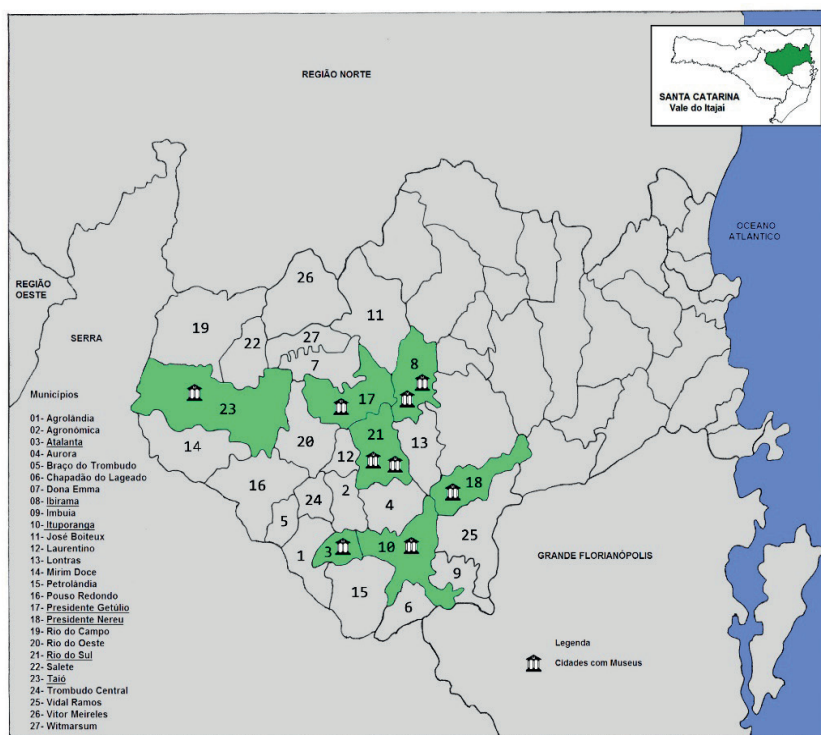 REGIÃO NORTE
SANTA CATARINA
Vale do Itajaí
OCEANO
ATLANTICO
REGIÃO
OESTE
SERRA
26
19
11
22
27
7
8
23
17
21
14
20
12
13
16
18
24
2
4
5
25
3
10
1
9
15
6
GRANDE FLORIANÓPOLIS
Municípios
01- Agrolândia
02- Agronómica
03- Atalanta
04- Aurora
05- Braço do Trombudo
06- Chapadão do Lageado
07- Dona Emma
08- Ibirama
09- Imbuia
10- Ituporanga
11- José Boiteux
12- Laurentino
13- Lontras
14- Mirim Doce
15- Petrolândia
16- Pouso Redondo
17- Presidente Getúlio
18- Presidente Nereu
19- Rio do Campo
20- Rio do Oeste
21- Rio do Sul
22- Salete
23- Taió
24- Trombudo Central
25- Vidal Ramos
26- Vitor Meireles
27- Witmarsum
Legenda
Cidades com Museus